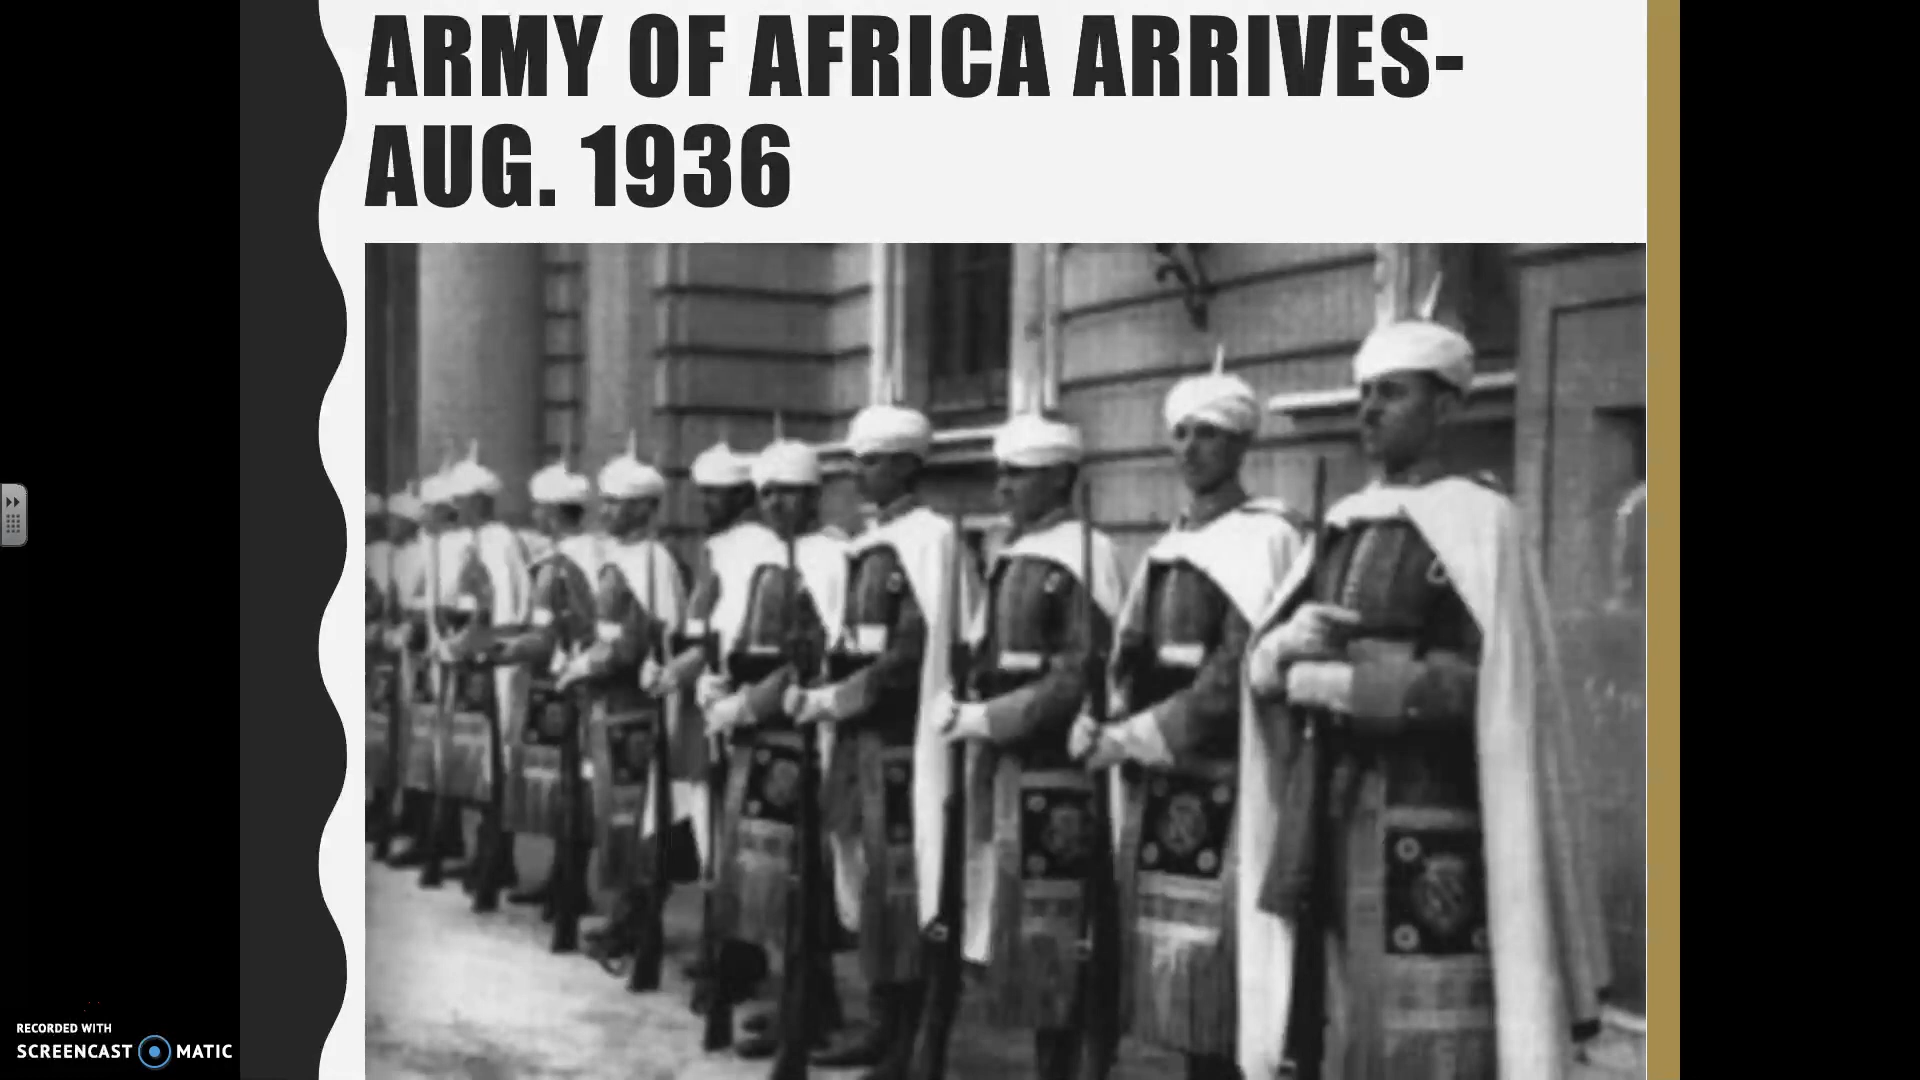 ARMY OF AFRICA ARRIVES-
AUG. 1936
RECORDED WITH
SCREENCAST MATIC